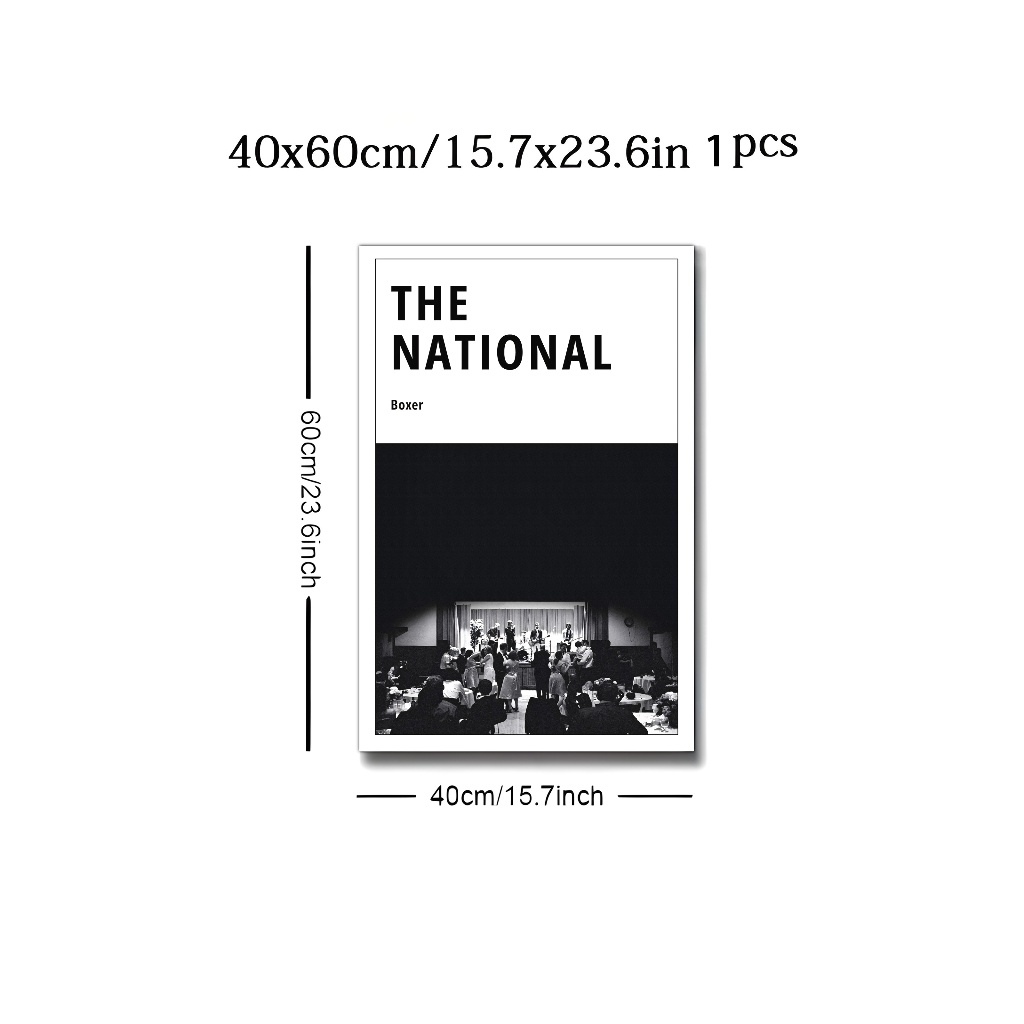 40x60cm/15.7x23.6in 1pcs
THE
NATIONAL
Boxer
60cm/23.6inch
40cm/15.7inch